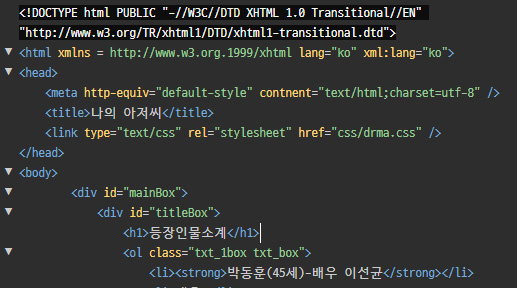 <!DOCTYPE html PUBLIC "-//W3C//DTD XHTML 1.0 Transitional//EN"
"http://www.w3.org/TR/xhtml1/DTD/xhtml1-transitional.dtd">
<html xmlns = http://www.w3.org/1999/xhtml lang="ko" xml:lang="ko">
<head>
<meta http-equiv="default-style" contnent="text/html;charset=utf-8" />
<title>나의 아저씨</title>
<link type="text/css" rel="stylesheet" href="css/drma.css" />
</head>
<body>
<div id="mainBox">
<div id="titleBox">
<h1>등장인물소계</h1>
<ol class="txt_1box txt_box">
<li><strong>박동훈(45세)-배우 이선균</strong></li>